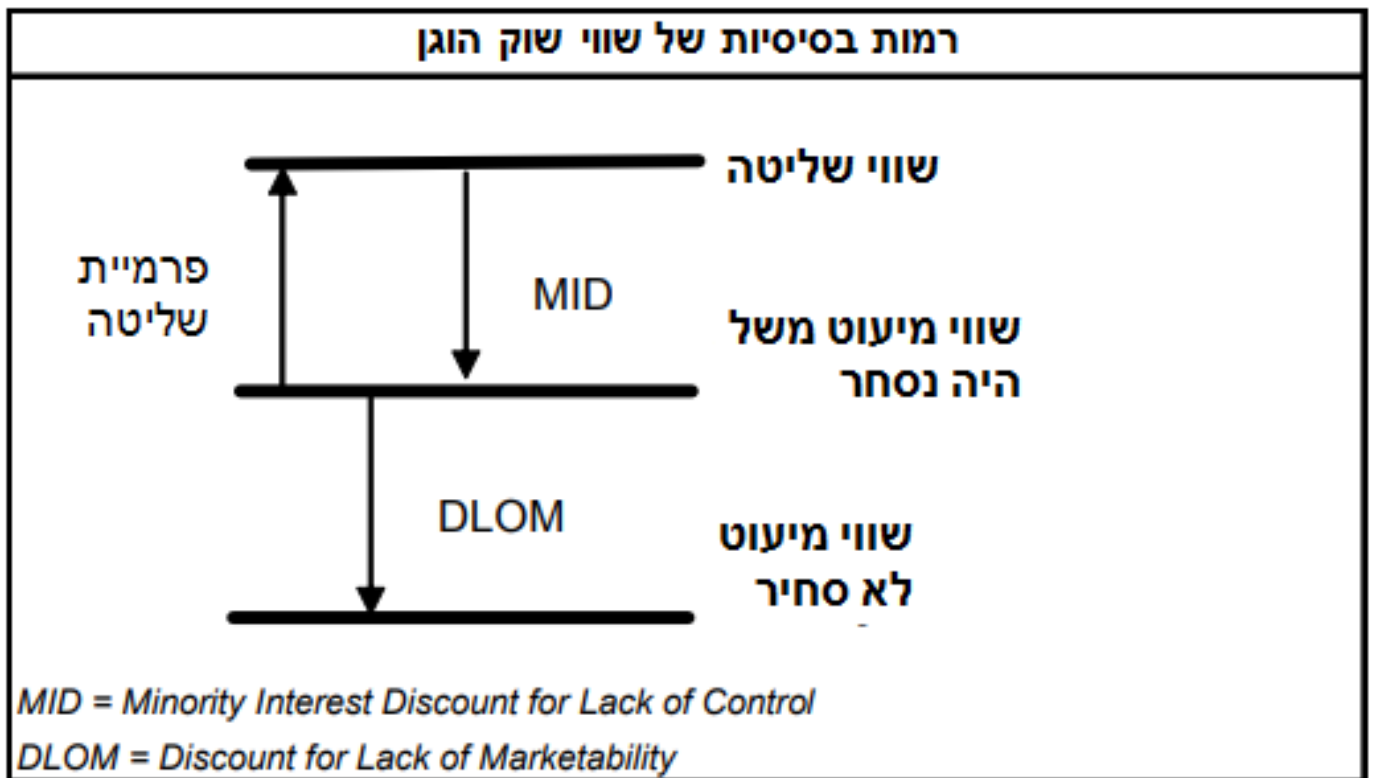 רמות בסיסיות של שווי שוק הוגן
שווי שליטה
פרמיית
שליטה
MID
שווי מיעוט משל
היה נסחר
DLOM
שווי מיעוט
לא סחיר
MID = Minority Interest Discount for Lack of Control
DLOM = Discount for Lack of Marketability